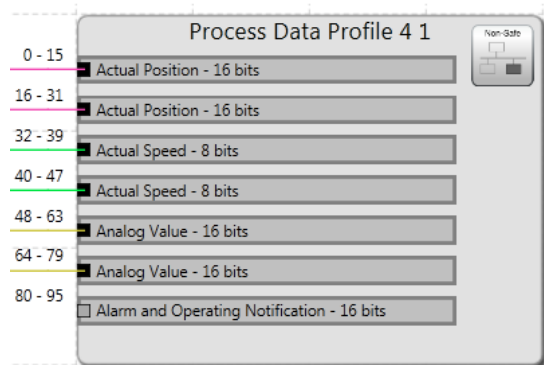 Process Data Profile 4 1
Non-Safe
0 - 15
Actual Position - 16 bits
16 - 31
Actual Position - 16 bits
32 - 39
Actual Speed - 8 bits
40 - 47
Actual Speed - 8 bits
48 - 63
Analog Value - 16 bits
64 - 79
Analog Value - 16 bits
80 - 95
Alarm and Operating Notification - 16 bits